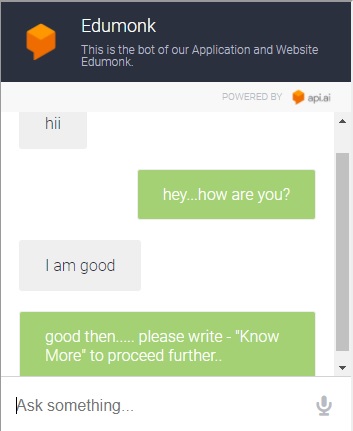 Edumonk
This is the bot of our Application and Website
Edumonk.
POWERED BY api.ai
hii
hey...how are you?
I am good
good then..... please write - "Know
More" to proceed further..
Ask something...